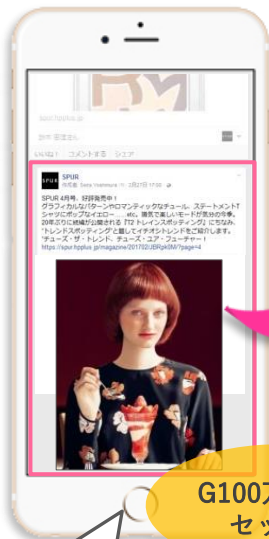 いいね！ コメントする シェア
SPUR
SPUR
SPUR 4月号、好評発売中！
グラフィカルなパターンやロマンティックなチュール、ステートメントT
シャツにポップなイエロー……etc。陽気で楽しいモードが気分の今季。
20年ぶりに続編が公開される『T2 トレインスポッティング』にちなみ、
"トレンドスポッティング"と題してイチオシトレンドをご紹介します。
"チューズ・ザ・トレンド、チューズ・ユア・フューチャー！
G100万
セッ